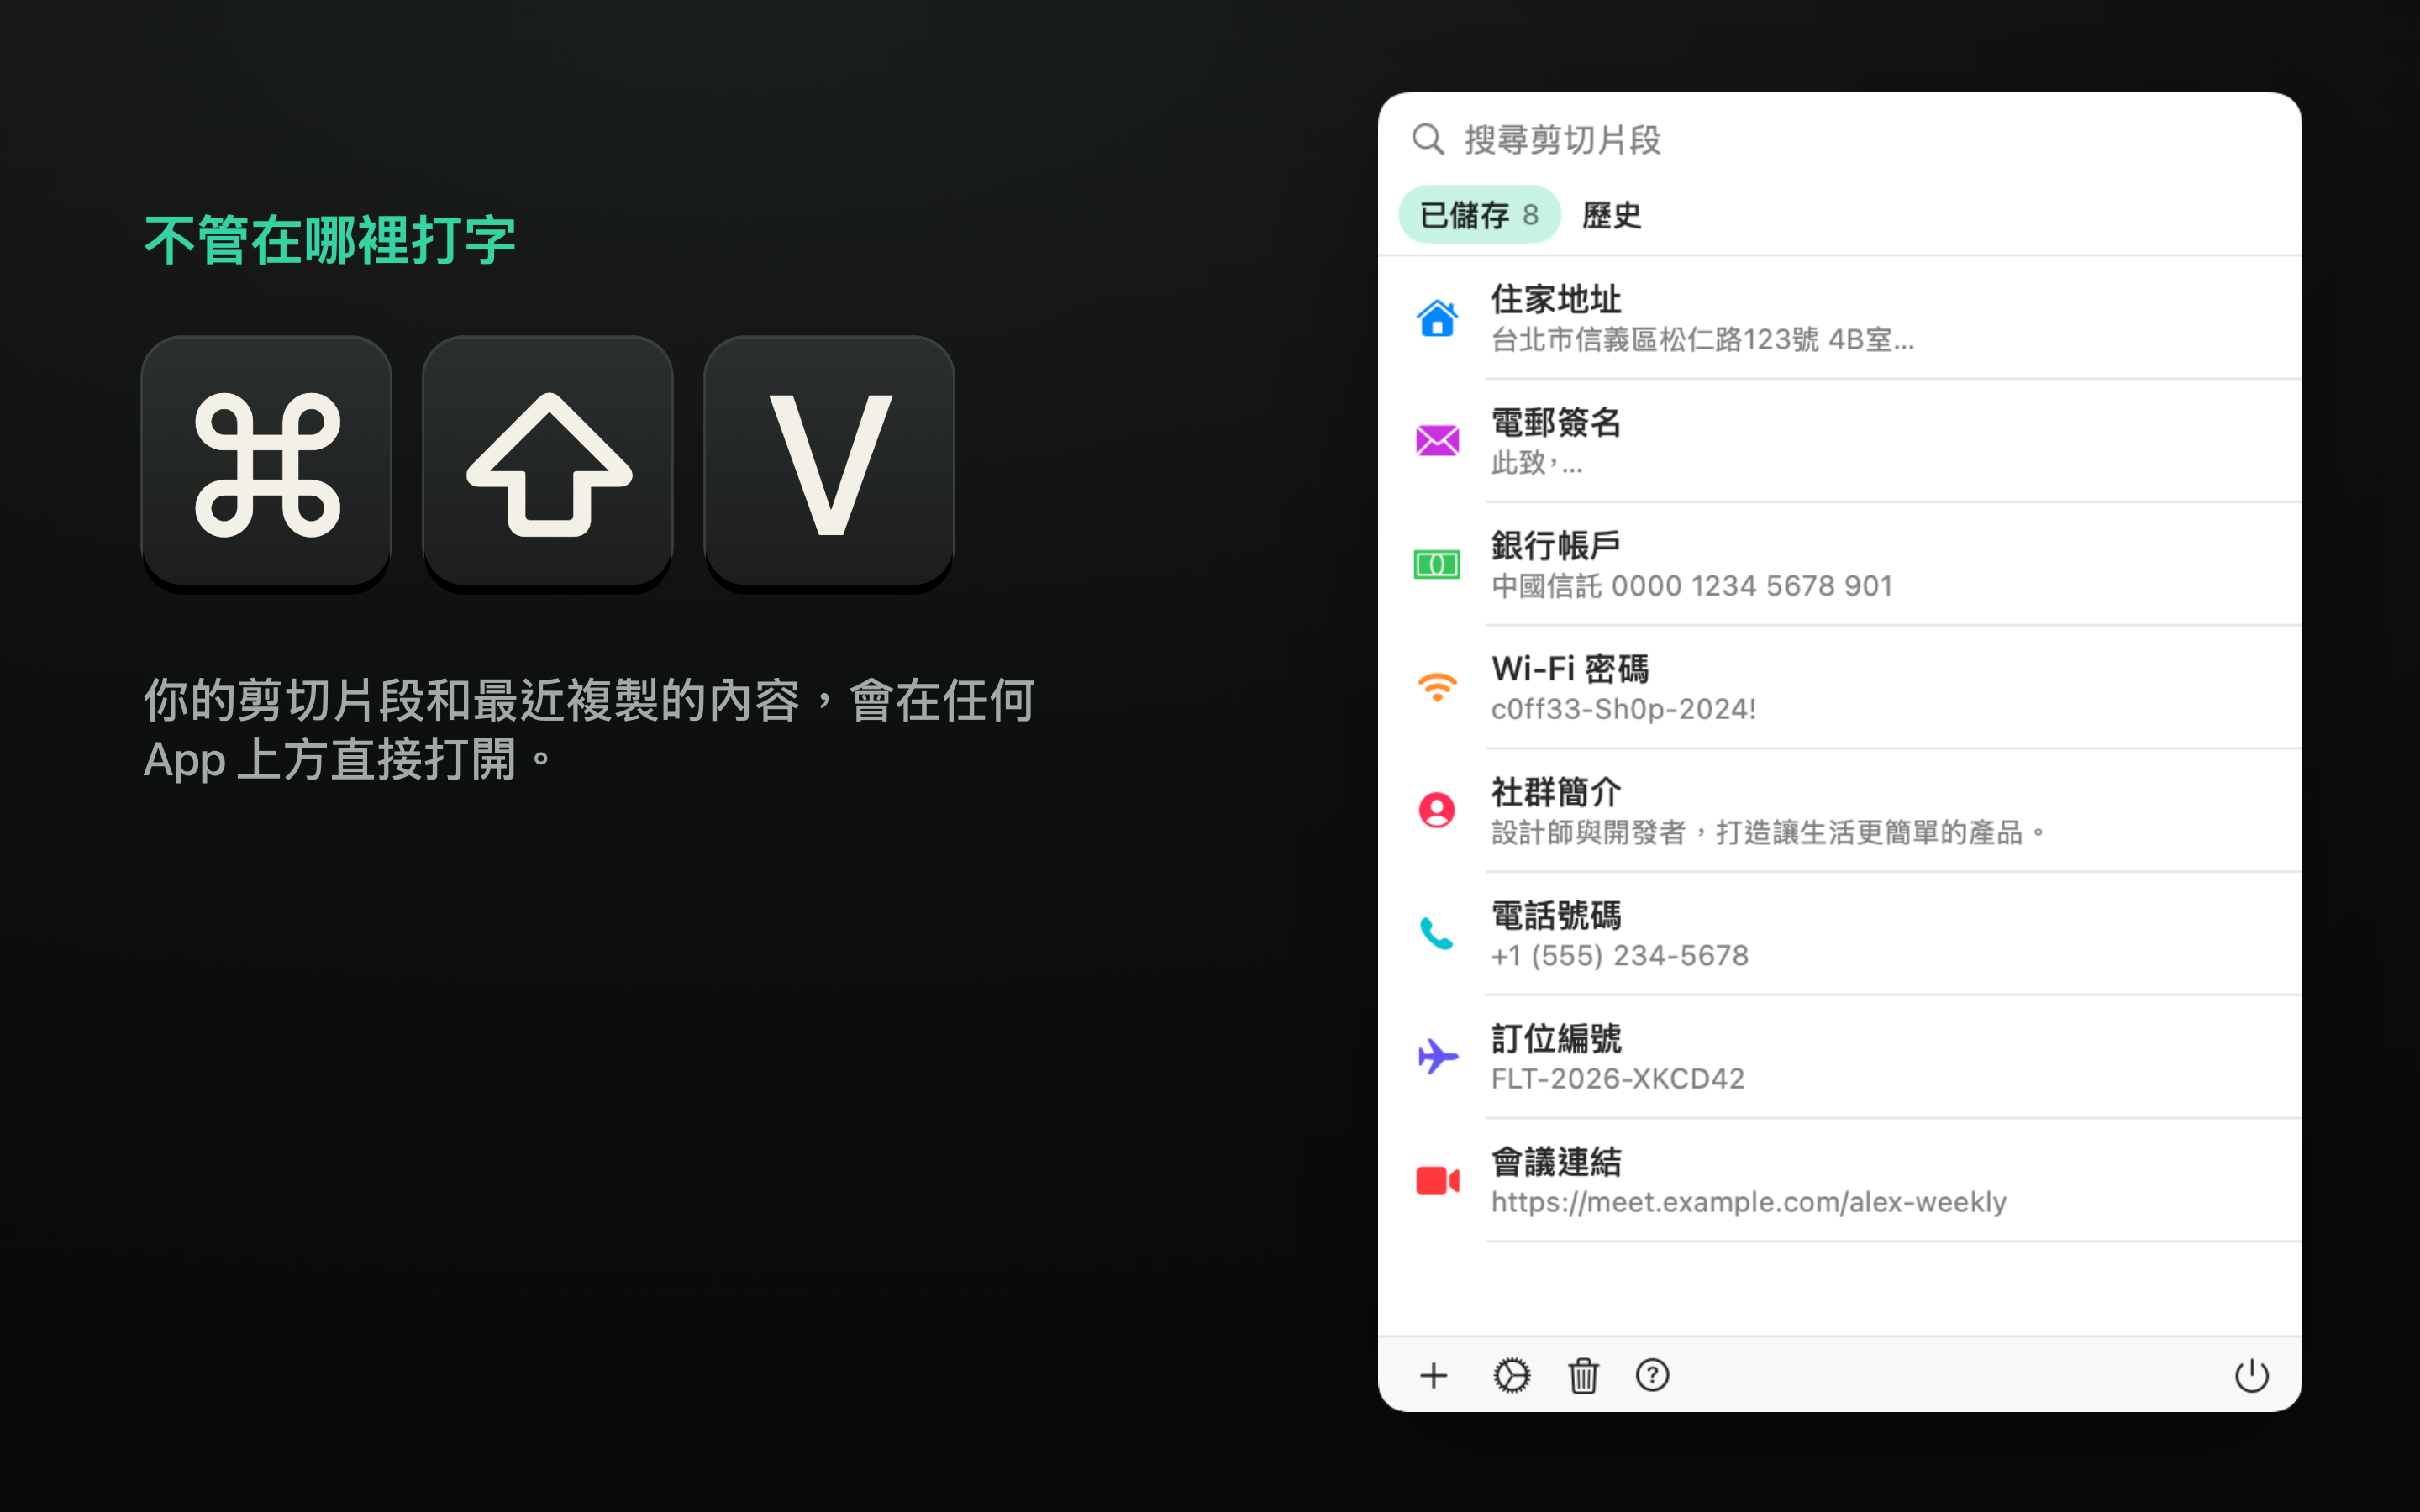 不管在哪裡打字
⌘ ⇧ V
你的剪切片段和最近複製的內容，會在任何
App 上方直接打開。
搜尋剪切片段
已儲存 8 歷史
住家地址
台北市信義區松仁路123號 4B室...
電郵簽名
此致，...
銀行帳戶
中國信託 0000 1234 5678 901
Wi-Fi 密碼
c0ff33-Sh0p-2024!
社群簡介
設計師與開發者，打造讓生活更簡單的產品。
電話號碼
+1 (555) 234-5678
訂位編號
FLT-2026-XKCD42
會議連結
https://meet.example.com/alex-weekly